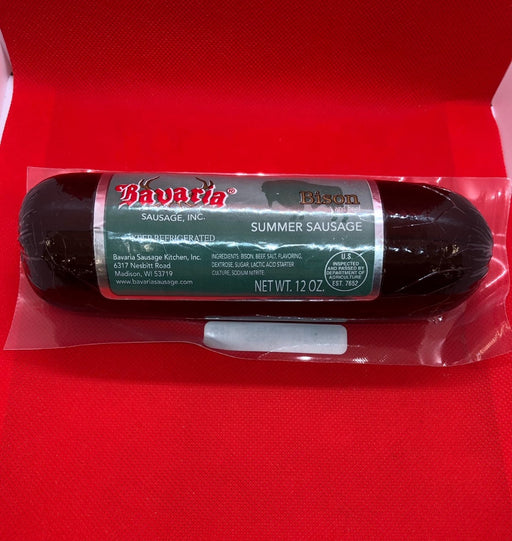 Bavaria®
SAUSAGE, INC.
REFRIGERATED
Bavaria Sausage Kitchen, Inc.
6317 Nesbitt Road
Madison, WI 53719
www.bavariasausage.com
Bison
SUMMER SAUSAGE
INGREDIENTS: BISON, BEEF, SALT, FLAVORING,
DEXTROSE, SUGAR, LACTIC ACID STARTER
CULTURE, SODIUM NITRITE.
NET WT. 12 OZ.
U.S.
INSPECTED
AND PASSED BY
DEPARTMENT OF
AGRICULTURE
EST. 7652